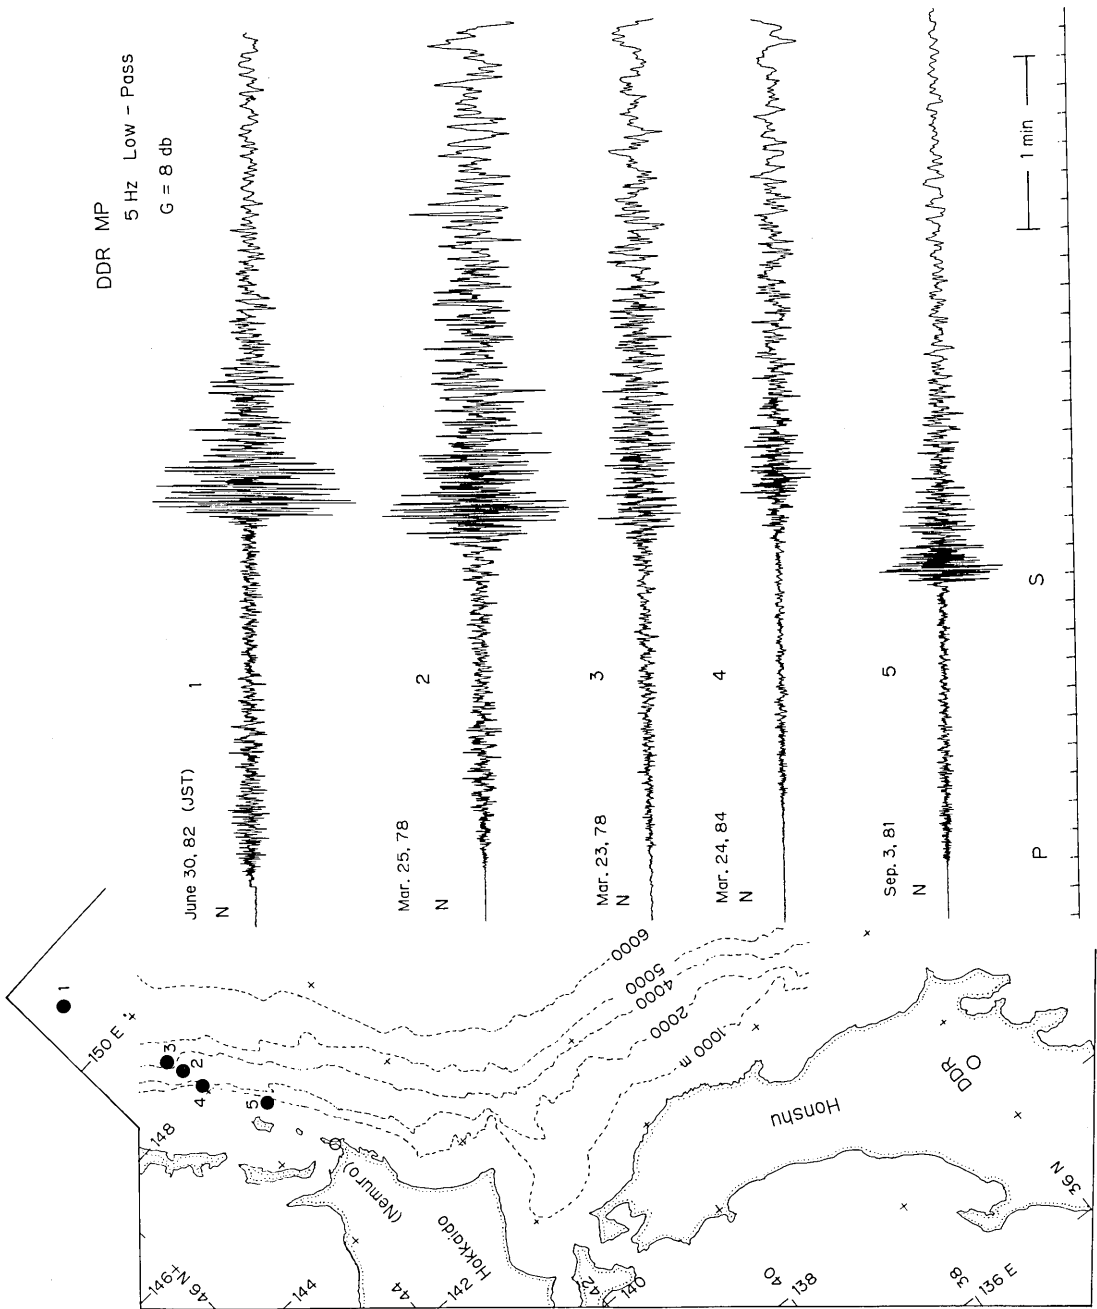 DDR MP
5 Hz Low - Pass
G = 8 db
June 30, 82 (JST)
N
1
Mar. 25, 78
N
2
Mar. 23, 78
N
3
Mar. 24, 84
N
4
Sep. 3, 81
N
5
P
S
1 min
1
150 E
3
2
4
5
148
146
46 N
144
44
142
42
140
40
138
38
136 E
36 N
(Nemuro)
Hokkaido
Honshu
DDR
6000
5000
4000
2000
1000 m